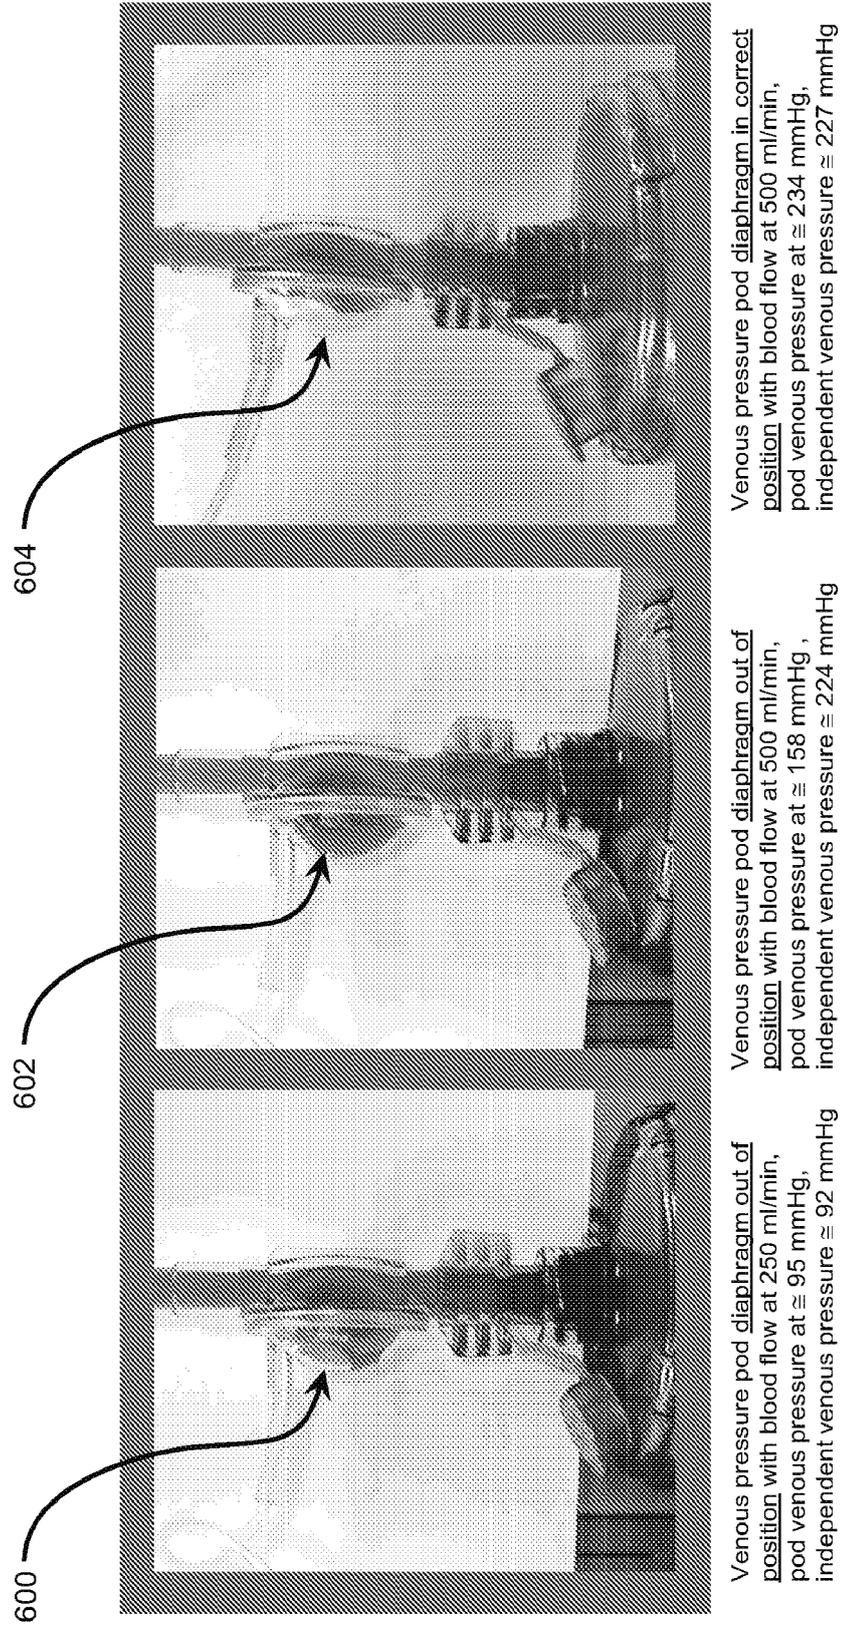 600
602
604
Venous pressure pod diaphragm out of
position with blood flow at 250 ml/min,
pod venous pressure at ≅ 95 mmHg,
independent venous pressure ≅ 92 mmHg
Venous pressure pod diaphragm out of
position with blood flow at 500 ml/min,
pod venous pressure at ≅ 158 mmHg ,
independent venous pressure ≅ 224 mmHg
Venous pressure pod diaphragm in correct
position with blood flow at 500 ml/min,
pod venous pressure at ≅ 234 mmHg,
independent venous pressure ≅ 227 mmHg